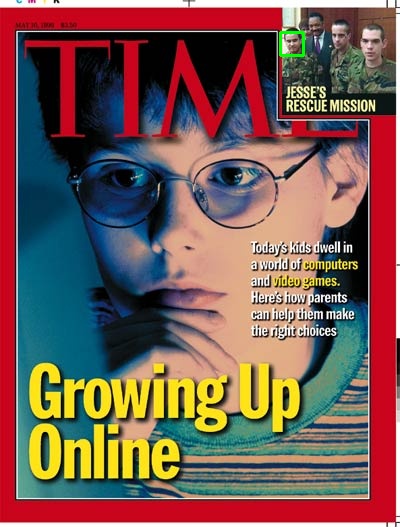 MAY 10, 1999 $3.50
TIME
JESSE'S
RESCUE MISSION
Today's kids dwell in
a world of computers
and video games.
Here's how parents
can help them make
the right choices
Growing Up
Online